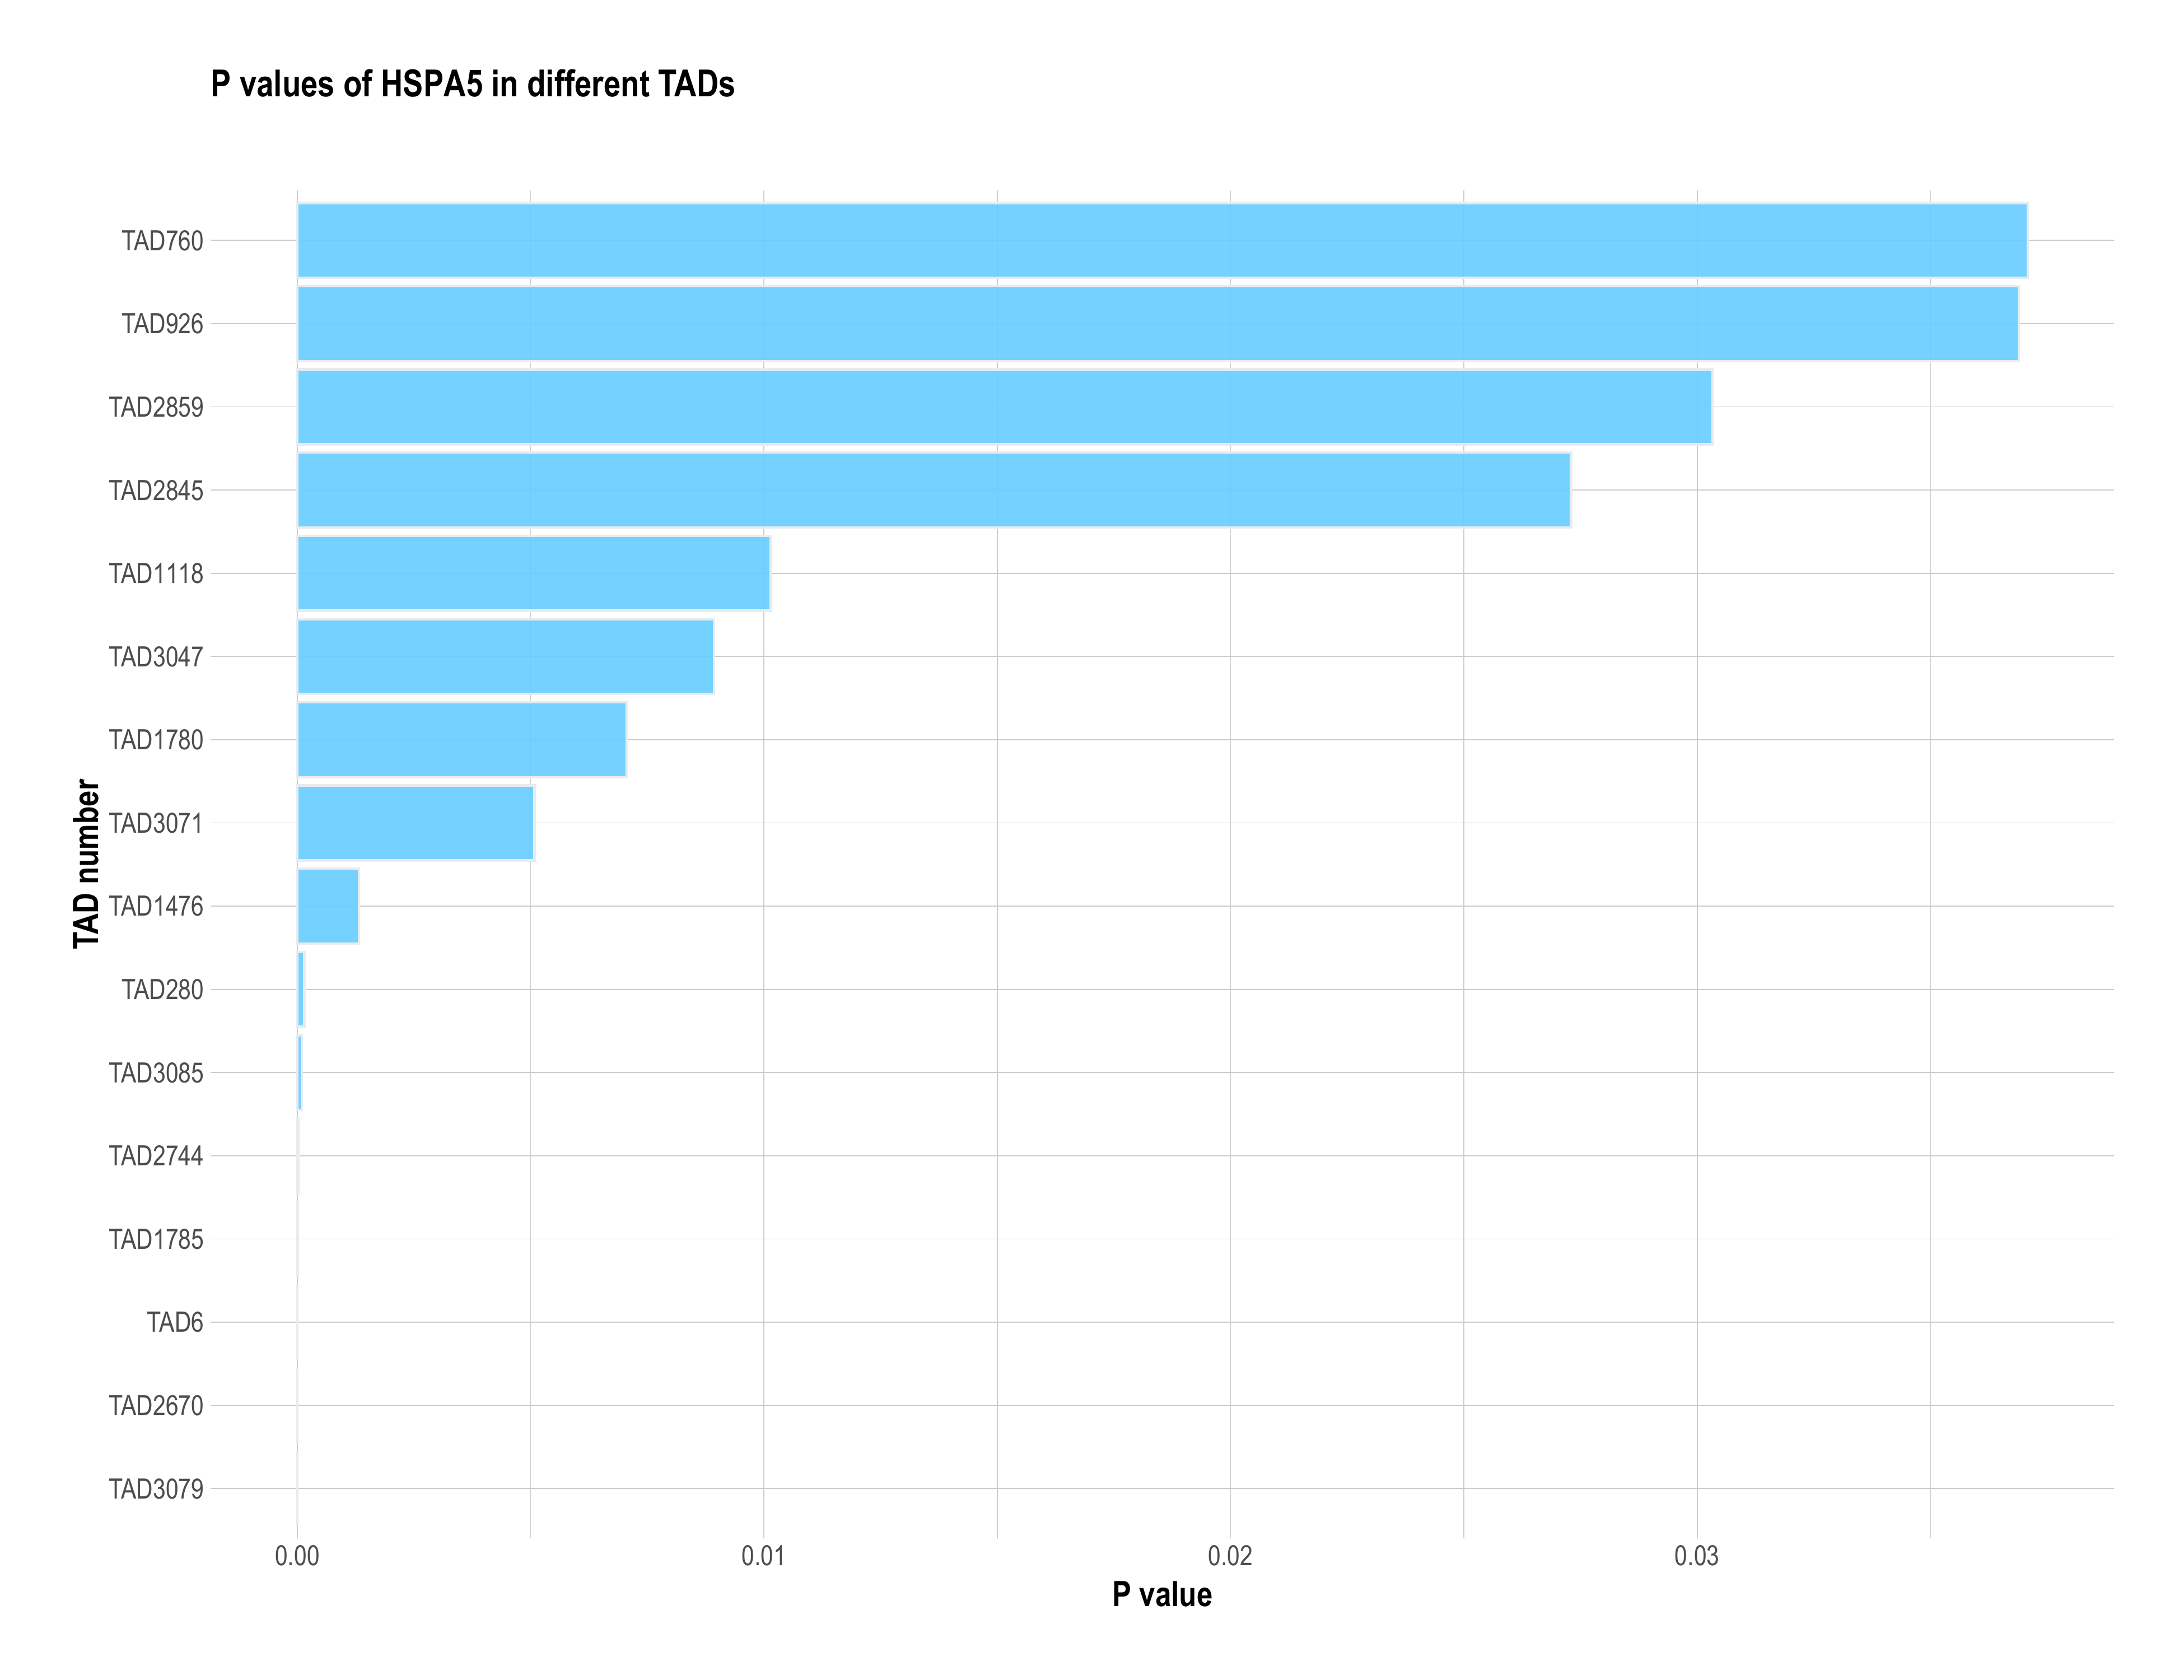 P values of HSPA5 in different TADs
TAD760
TAD926
TAD2859
TAD2845
TAD1118
TAD3047
TAD1780
TAD3071
TAD1476
TAD280
TAD3085
TAD2744
TAD1785
TAD6
TAD2670
TAD3079
TAD number
0.00 0.01 0.02 0.03
P value